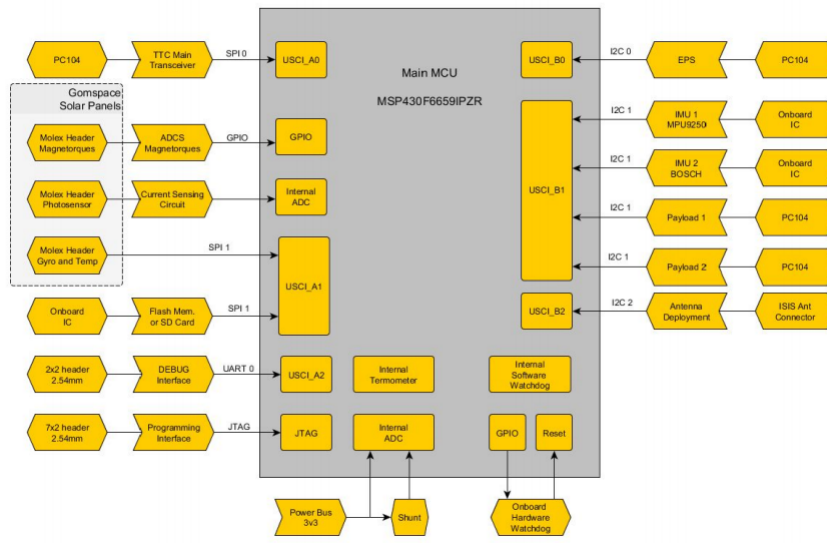 Main MCU
MSP430F6659IPZR
PC104
TTC Main
Transceiver
SPI 0
USCI_A0
Gomspace
Solar Panels
Molex Header
Magnetorques
ADCS
Magnetorques
GPIO
GPIO
Molex Header
Photosensor
Current Sensing
Circuit
Internal
ADC
Molex Header
Gyro and Temp
SPI 1
USCI_A1
Onboard
IC
Flash Mem.
or SD Card
SPI 1
2x2 header
2.54mm
DEBUG
Interface
UART 0
USCI_A2
7x2 header
2.54mm
Programming
Interface
JTAG
JTAG
Internal
Termometer
Internal
ADC
Internal
Software
Watchdog
GPIO
Reset
Power Bus
3v3
Shunt
Onboard
Hardware
Watchdog
USCI_B0
I2C 0
EPS
PC104
USCI_B1
I2C 1
IMU 1
MPU9250
Onboard
IC
I2C 1
IMU 2
BOSCH
Onboard
IC
I2C 1
Payload 1
PC104
I2C 1
Payload 2
PC104
USCI_B2
I2C 2
Antenna
Deployment
ISIS Ant
Connector